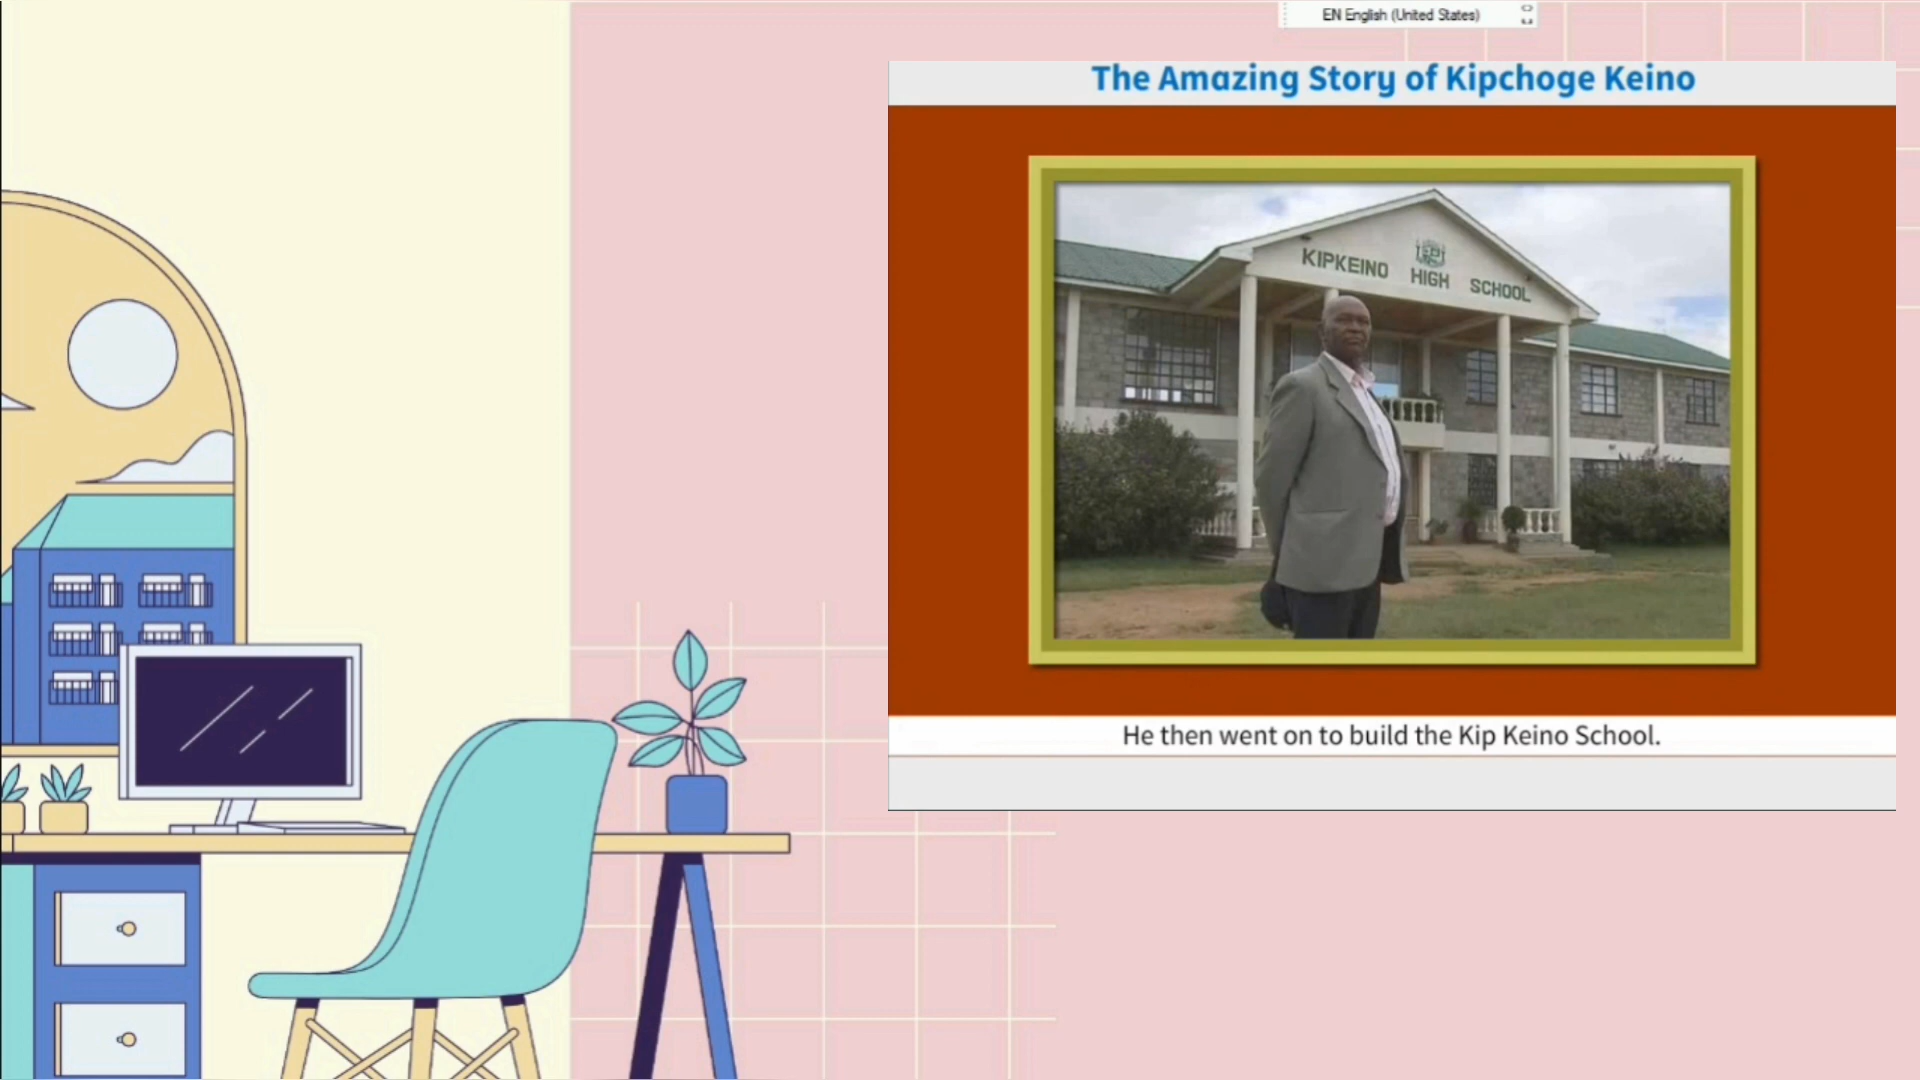 EN English (United States)
The Amazing Story of Kipchoge Keino
KIPKEINO HIGH SCHOOL
He then went on to build the Kip Keino School.